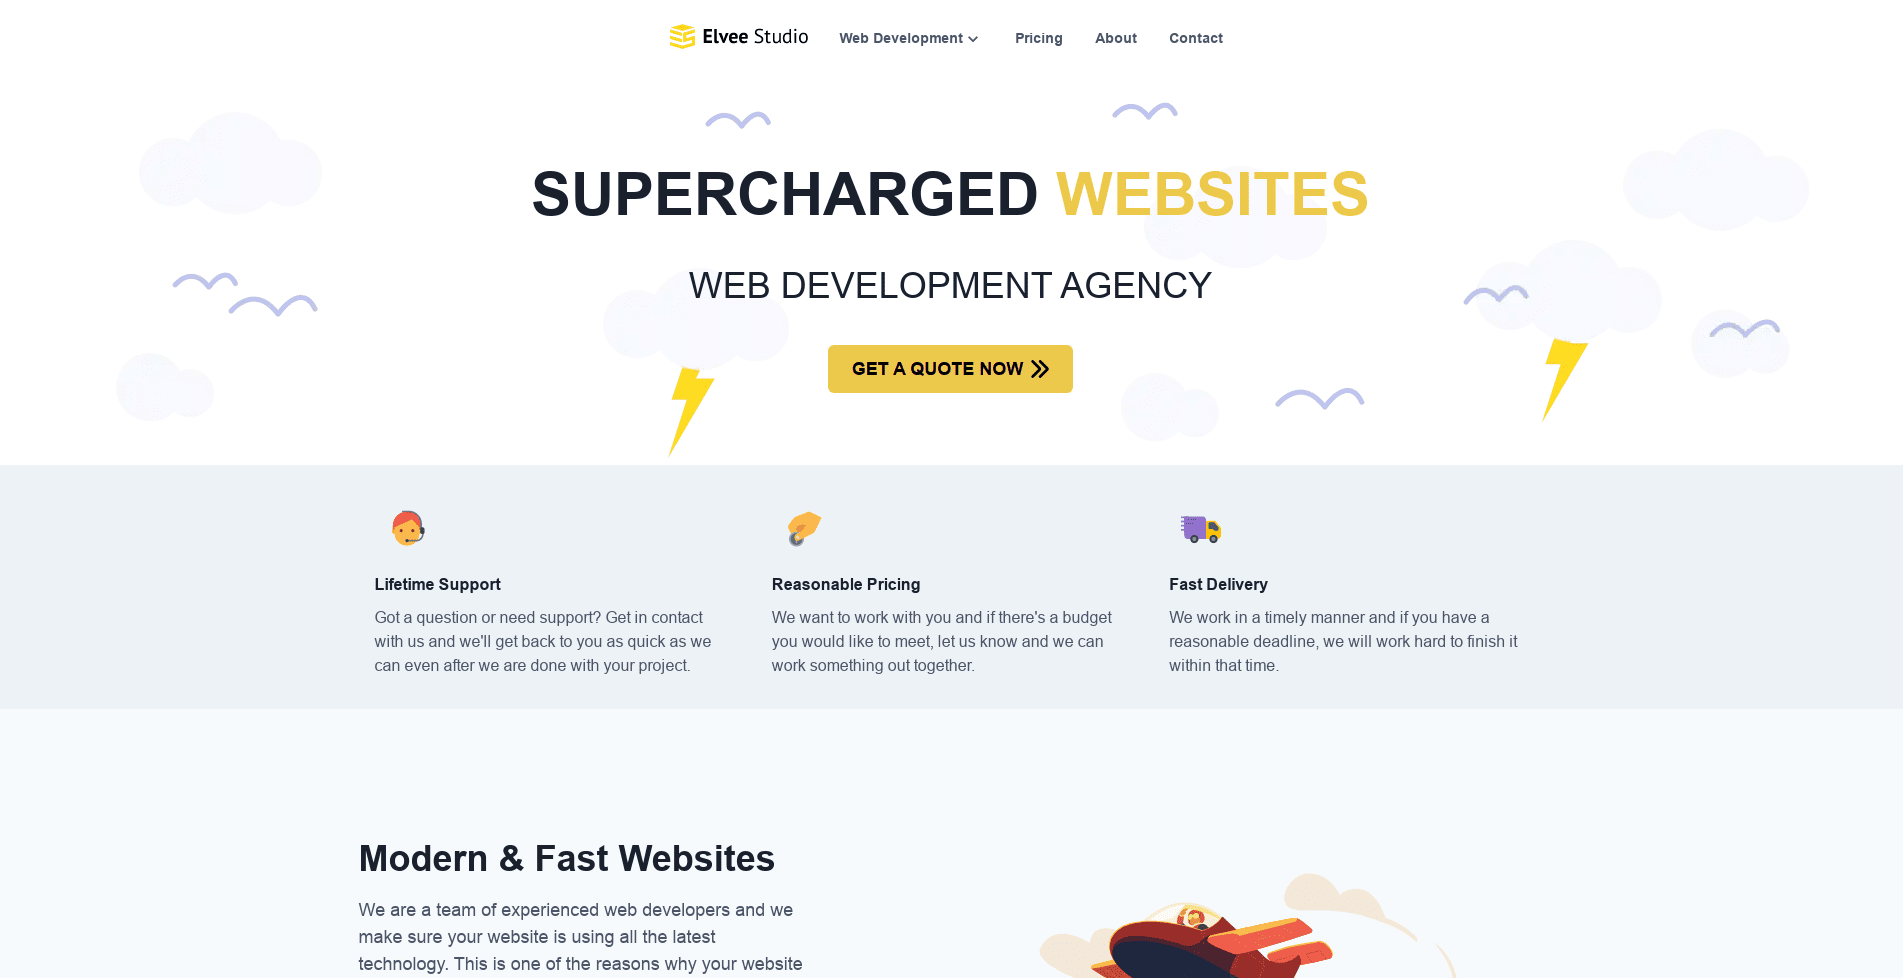 Elvee Studio
Web Development
Pricing
About
Contact
SUPERCHARGED WEBSITES
WEB DEVELOPMENT AGENCY
GET A QUOTE NOW
Lifetime Support
Got a question or need support? Get in contact
with us and we'll get back to you as quick as we
can even after we are done with your project.
Reasonable Pricing
We want to work with you and if there's a budget
you would like to meet, let us know and we can
work something out together.
Fast Delivery
We work in a timely manner and if you have a
reasonable deadline, we will work hard to finish it
within that time.
Modern & Fast Websites
We are a team of experienced web developers and we
make sure your website is using all the latest
technology. This is one of the reasons why your website